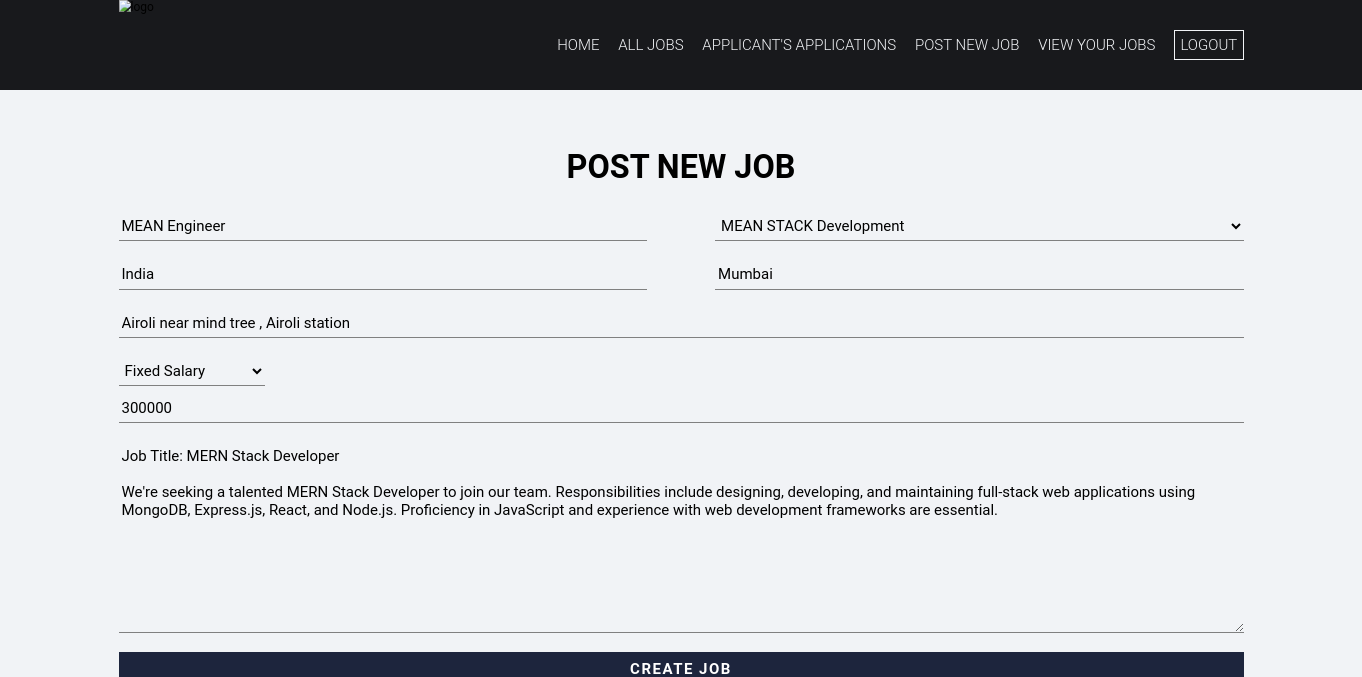 logo
HOME ALL JOBS APPLICANT'S APPLICATIONS POST NEW JOB VIEW YOUR JOBS LOGOUT
POST NEW JOB
MEAN Engineer MEAN STACK Development
India Mumbai
Airoli near mind tree , Airoli station
Fixed Salary
300000
Job Title: MERN Stack Developer
We're seeking a talented MERN Stack Developer to join our team. Responsibilities include designing, developing, and maintaining full-stack web applications using
MongoDB, Express.js, React, and Node.js. Proficiency in JavaScript and experience with web development frameworks are essential.
CREATE JOB